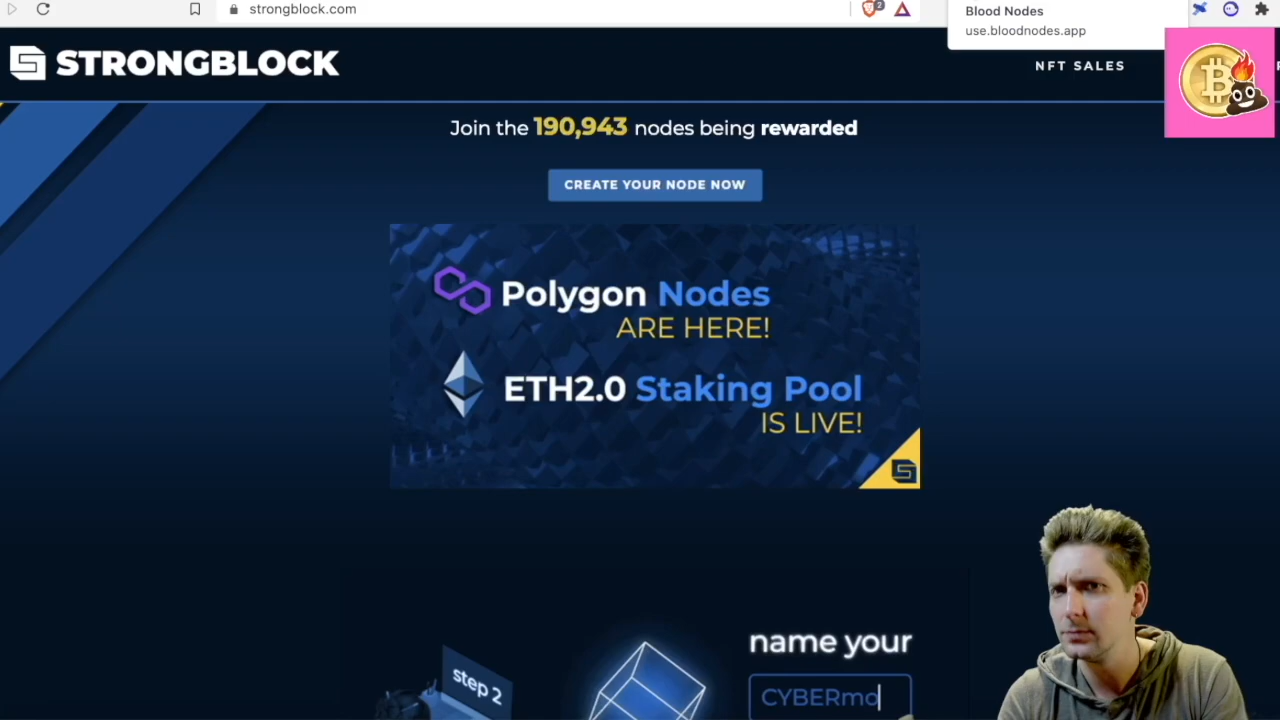 strongblock.com
2
Blood Nodes
use.bloodnodes.app
STRONGBLOCK
NFT SALES
Join the 190,943 nodes being rewarded
CREATE YOUR NODE NOW
Polygon Nodes
ARE HERE!
ETH2.0 Staking Pool
IS LIVE!
name your
step 2
CYBERmo